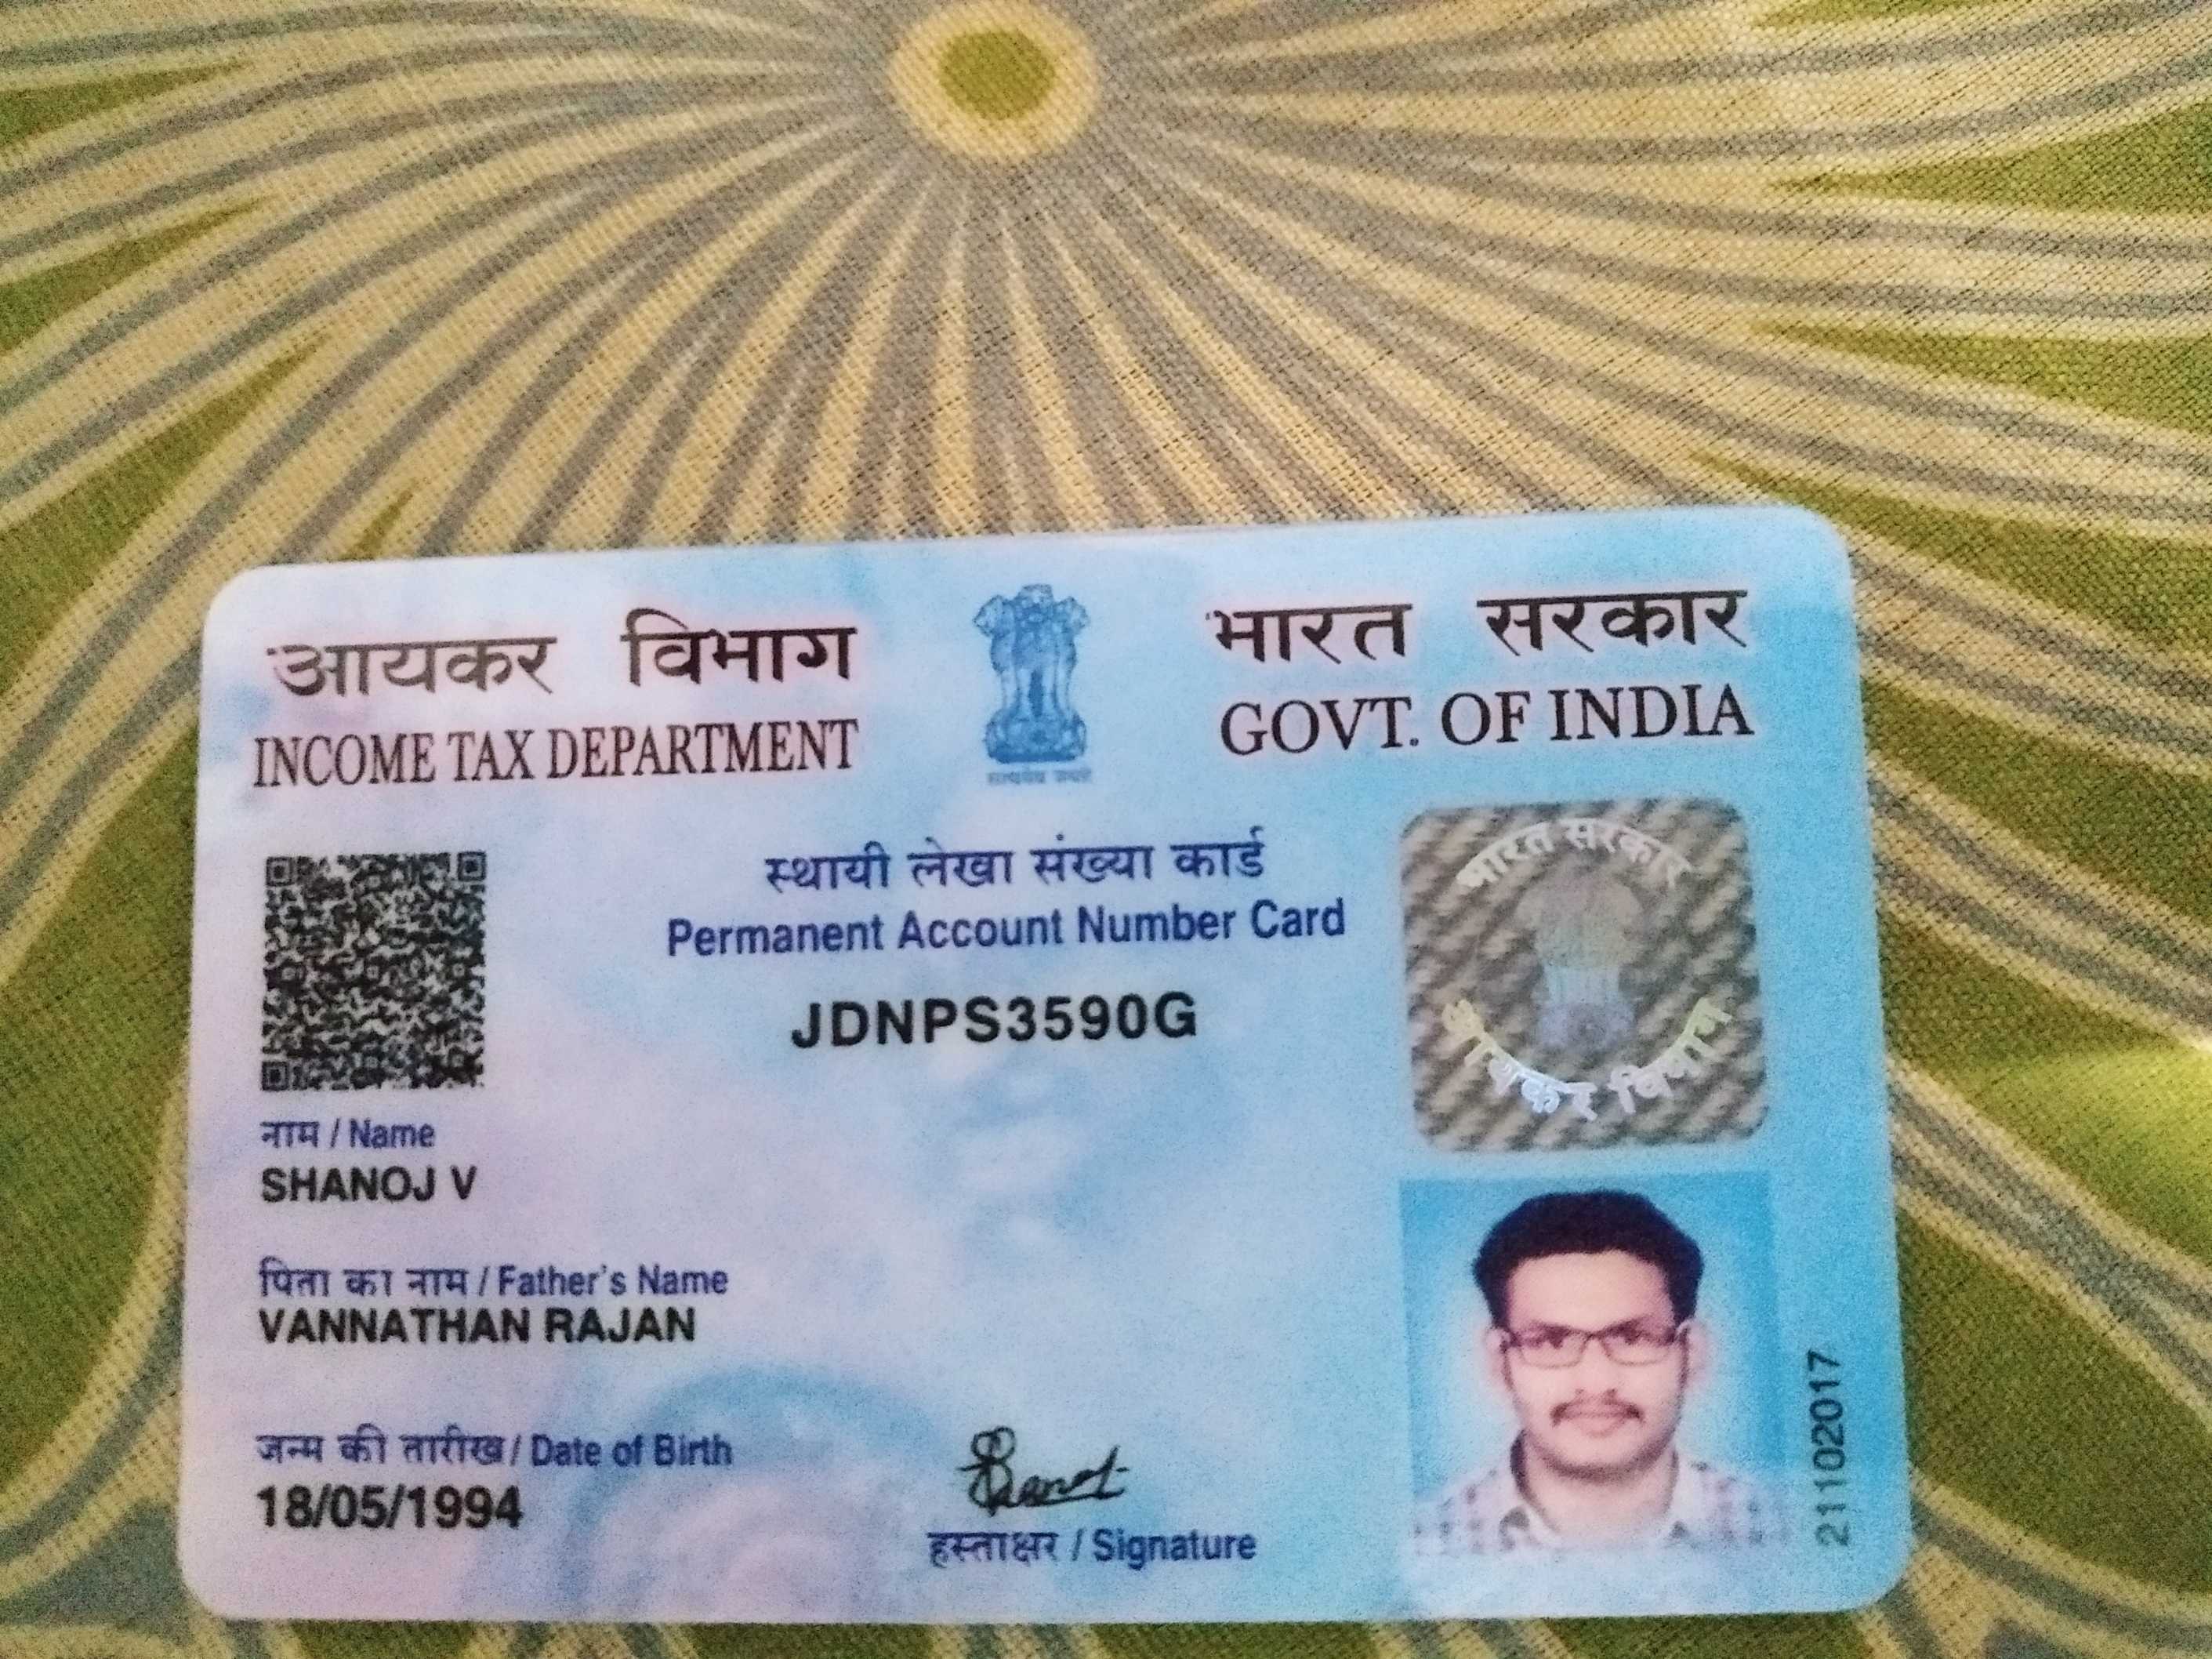 आयकर विभाग
INCOME TAX DEPARTMENT
भारत सरकार
GOVT. OF INDIA
सत्यमेव जयते
स्थायी लेखा संख्या कार्ड
Permanent Account Number Card
JDNPS3590G
भारत सरकार
आयकर विभाग
नाम / Name
SHANOJ V
पिता का नाम / Father's Name
VANNATHAN RAJAN
जन्म की तारीख / Date of Birth
18/05/1994
हस्ताक्षर / Signature
21102017